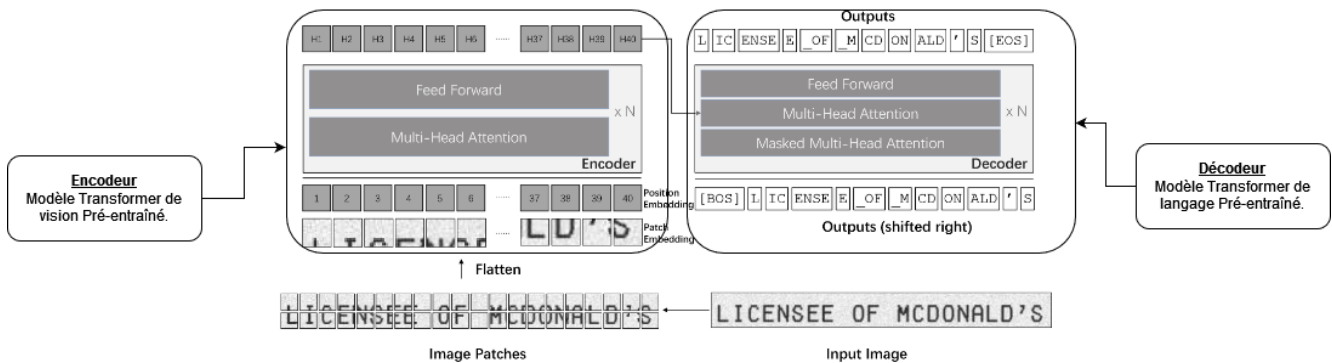 H1 H2 H3 H4 H5 H6 ...... H37 H38 H39 H40
Feed Forward
Multi-Head Attention
x N
Encoder
1 2 3 4 5 6 ...... 37 38 39 40
Position
Embedding
LICENSE ...... LD'S
Patch
Embedding
Flatten
LICENSEE OF MCDONALD'S
Image Patches
LICENSEE OF MCDONALD'S
Input Image
Outputs
L IC ENSE E _OF _M CD ON ALD ' S [EOS]
Feed Forward
Multi-Head Attention
Masked Multi-Head Attention
x N
Decoder
[BOS] L IC ENSE E _OF _M CD ON ALD ' S
Outputs (shifted right)
Encodeur
Modèle Transformer de
vision Pré-entraîné.
Décodeur
Modèle Transformer de
langage Pré-entraîné.